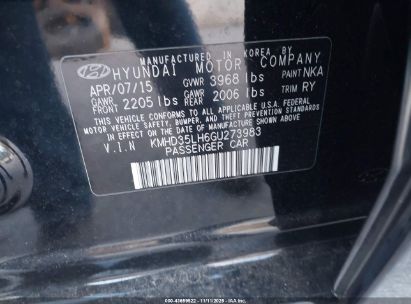 MANUFACTURED IN KOREA BY
HYUNDAI MOTOR COMPANY
APR/07/15 GVWR 3968 lbs PAINT NKA
GAWR FRONT 2205 lbs GAWR REAR 2006 lbs TRIM RY
THIS VEHICLE CONFORMS TO ALL APPLICABLE U.S. FEDERAL
MOTOR VEHICLE SAFETY, BUMPER, AND THEFT PREVENTION STANDARDS
IN EFFECT ON THE DATE OF MANUFACTURE SHOWN ABOVE.
V.I.N KMHD35LH6GU273983
PASSENGER CAR